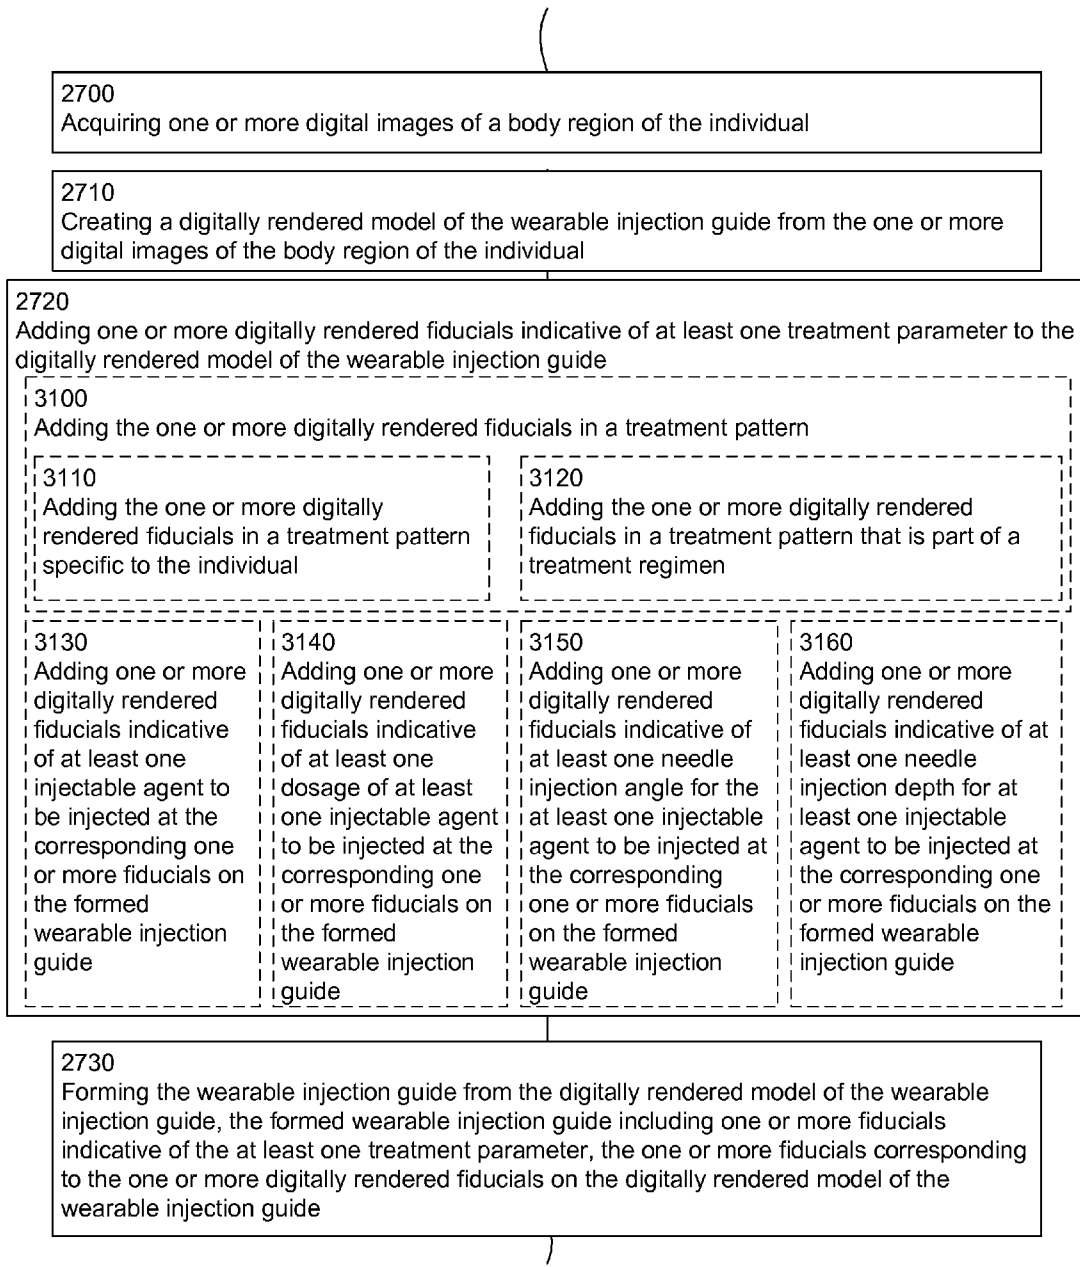 2700
Acquiring one or more digital images of a body region of the individual
2710
Creating a digitally rendered model of the wearable injection guide from the one or more
digital images of the body region of the individual
2720
Adding one or more digitally rendered fiducials indicative of at least one treatment parameter to the
digitally rendered model of the wearable injection guide
3100
Adding the one or more digitally rendered fiducials in a treatment pattern
3110
Adding the one or more digitally
rendered fiducials in a treatment pattern
specific to the individual
3120
Adding the one or more digitally rendered
fiducials in a treatment pattern that is part of a
treatment regimen
3130
Adding one or more
digitally rendered
fiducials indicative
of at least one
injectable agent to
be injected at the
corresponding one
or more fiducials on
the formed
wearable injection
guide
3140
Adding one or more
digitally rendered
fiducials indicative
of at least one
dosage of at least
one injectable agent
to be injected at the
corresponding one
or more fiducials on
the formed
wearable injection
guide
3150
Adding one or more
digitally rendered
fiducials indicative of
at least one needle
injection angle for the
at least one injectable
agent to be injected at
the corresponding
one or more fiducials
on the formed
wearable injection
guide
3160
Adding one or more
digitally rendered
fiducials indicative of at
least one needle
injection depth for at
least one injectable
agent to be injected at
the corresponding one
or more fiducials on the
formed wearable
injection guide
2730
Forming the wearable injection guide from the digitally rendered model of the wearable
injection guide, the formed wearable injection guide including one or more fiducials
indicative of the at least one treatment parameter, the one or more fiducials corresponding
to the one or more digitally rendered fiducials on the digitally rendered model of the
wearable injection guide